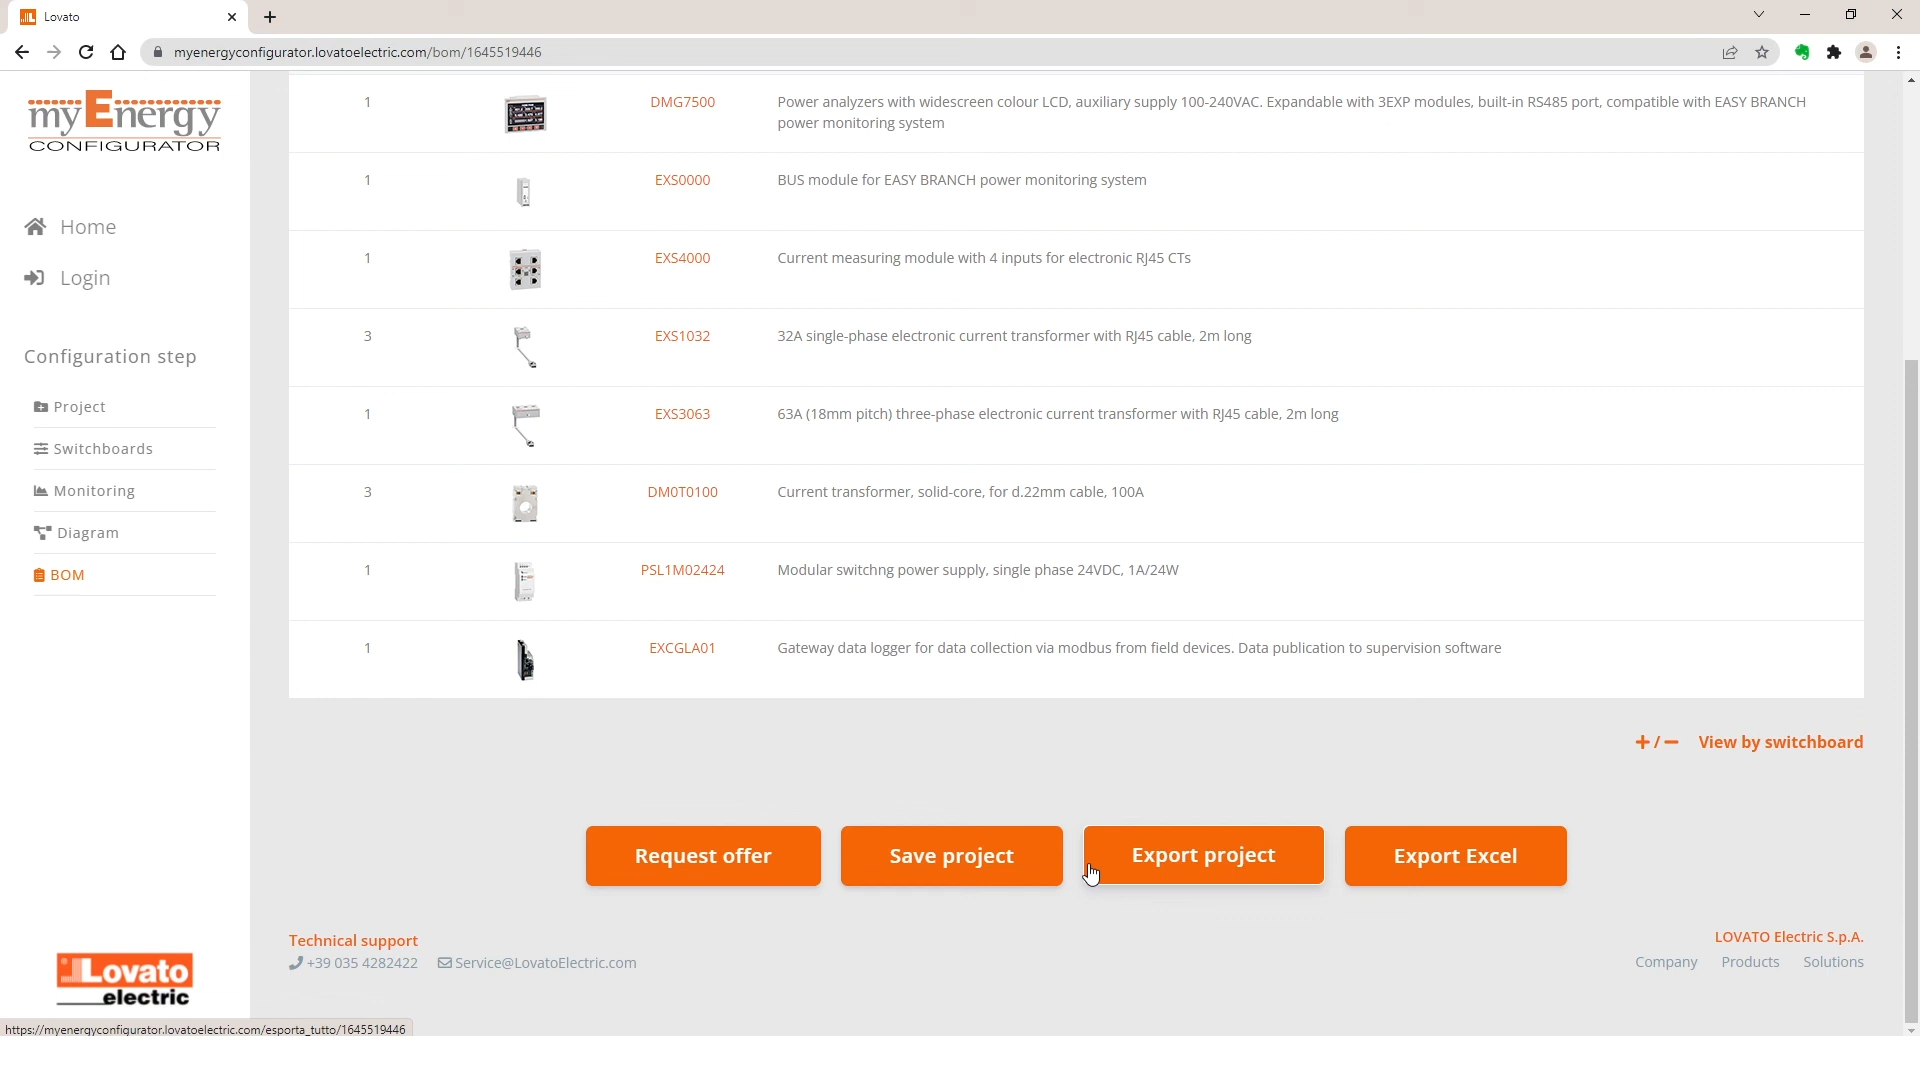 Lovato
myenergyconfigurator.lovatoelectric.com/bom/1645519446
myEnergy
CONFIGURATOR
Home
Login
Configuration step
Project
Switchboards
Monitoring
Diagram
BOM
1 DMG7500 Power analyzers with widescreen colour LCD, auxiliary supply 100-240VAC. Expandable with 3EXP modules, built-in RS485 port, compatible with EASY BRANCH
power monitoring system
1 EXS0000 BUS module for EASY BRANCH power monitoring system
1 EXS4000 Current measuring module with 4 inputs for electronic RJ45 CTs
3 EXS1032 32A single-phase electronic current transformer with RJ45 cable, 2m long
1 EXS3063 63A (18mm pitch) three-phase electronic current transformer with RJ45 cable, 2m long
3 DM0T0100 Current transformer, solid-core, for d.22mm cable, 100A
1 PSL1M02424 Modular switchng power supply, single phase 24VDC, 1A/24W
1 EXCGLA01 Gateway data logger for data collection via modbus from field devices. Data publication to supervision software
+ / − View by switchboard
Request offer
Save project
Export project
Export Excel
Technical support
+39 035 4282422 Service@LovatoElectric.com
LOVATO Electric S.p.A.
Company Products Solutions
Lovato
electric
https://myenergyconfigurator.lovatoelectric.com/esporta_tutto/1645519446